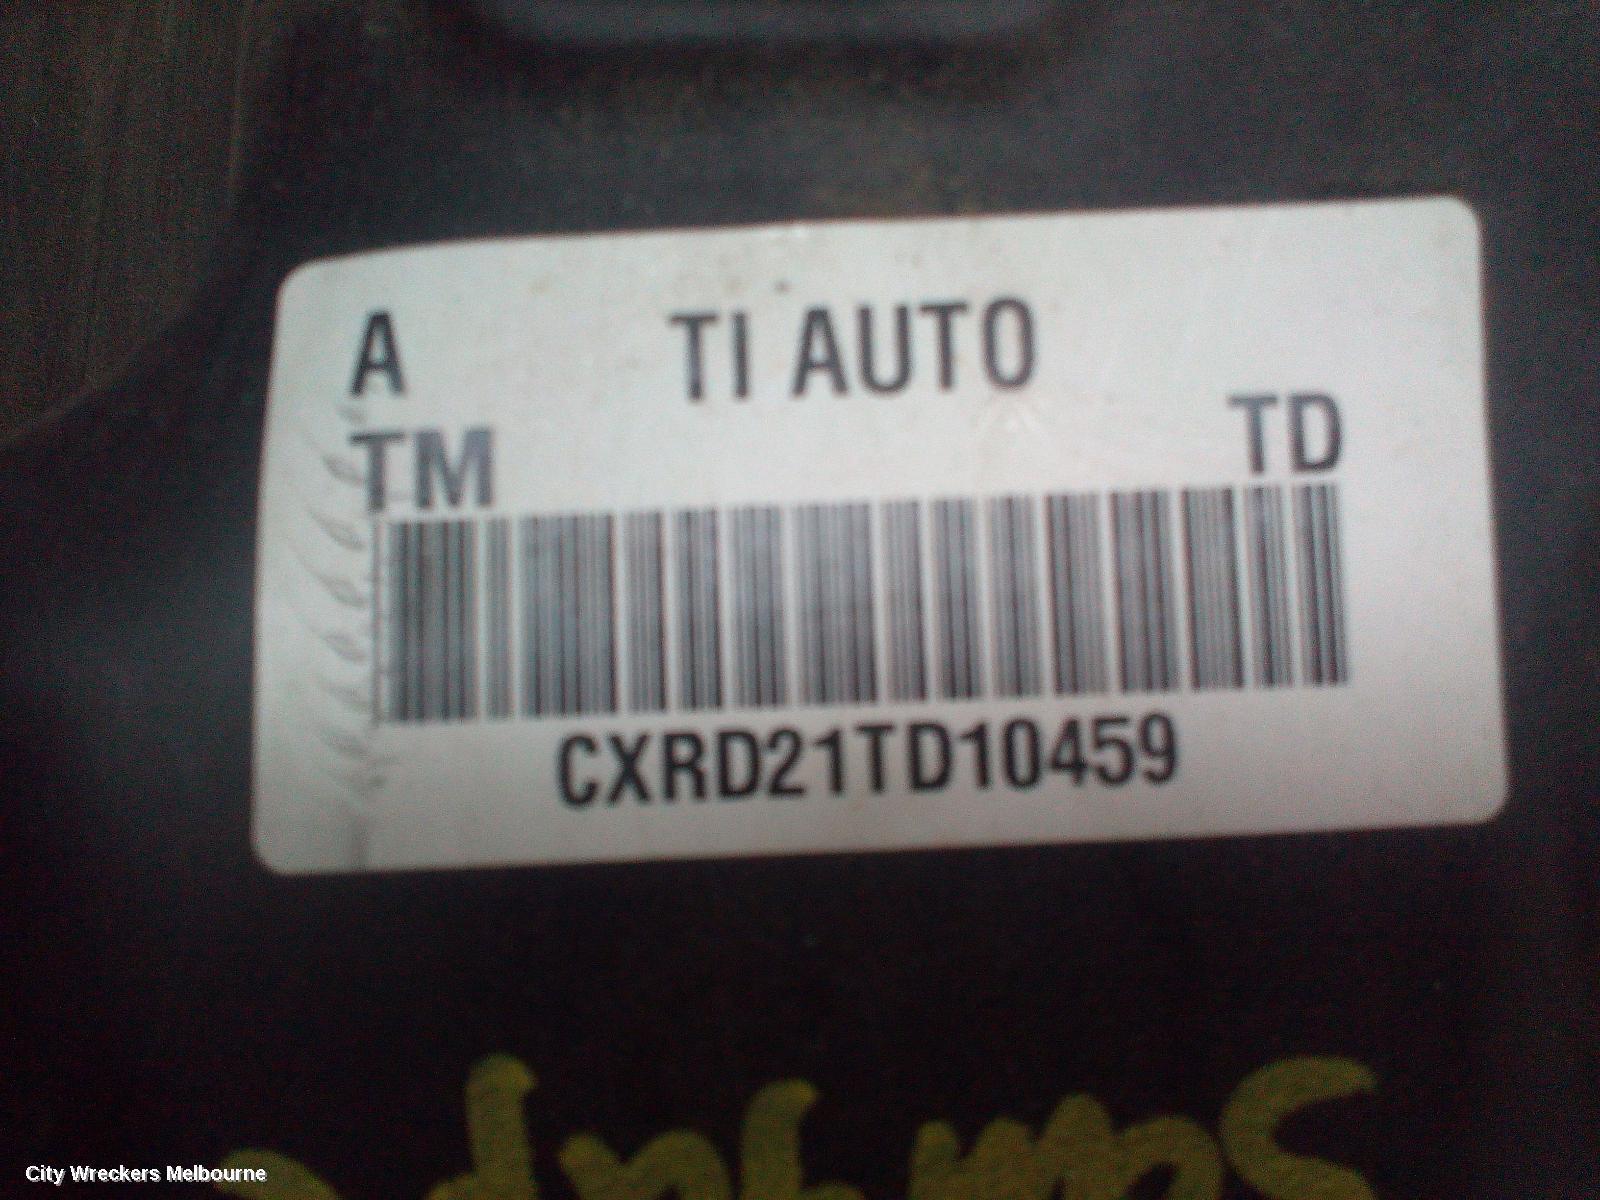 A TI AUTO
TM TD
CXRD21TD10459
City Wreckers Melbourne